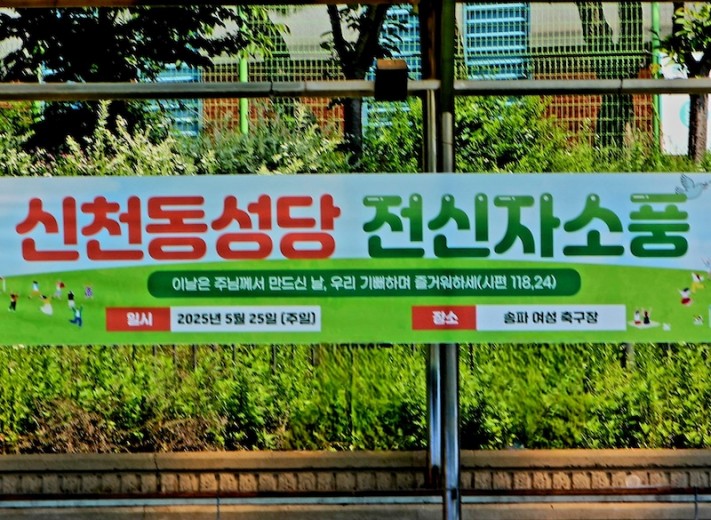 신천동성당 전신자소풍
이날은 주님께서 만드신 날, 우리 기뻐하며 즐거워하세(시편 118,24)
일시 2025년 5월 25일 (주일) 장소 송파 여성 축구장